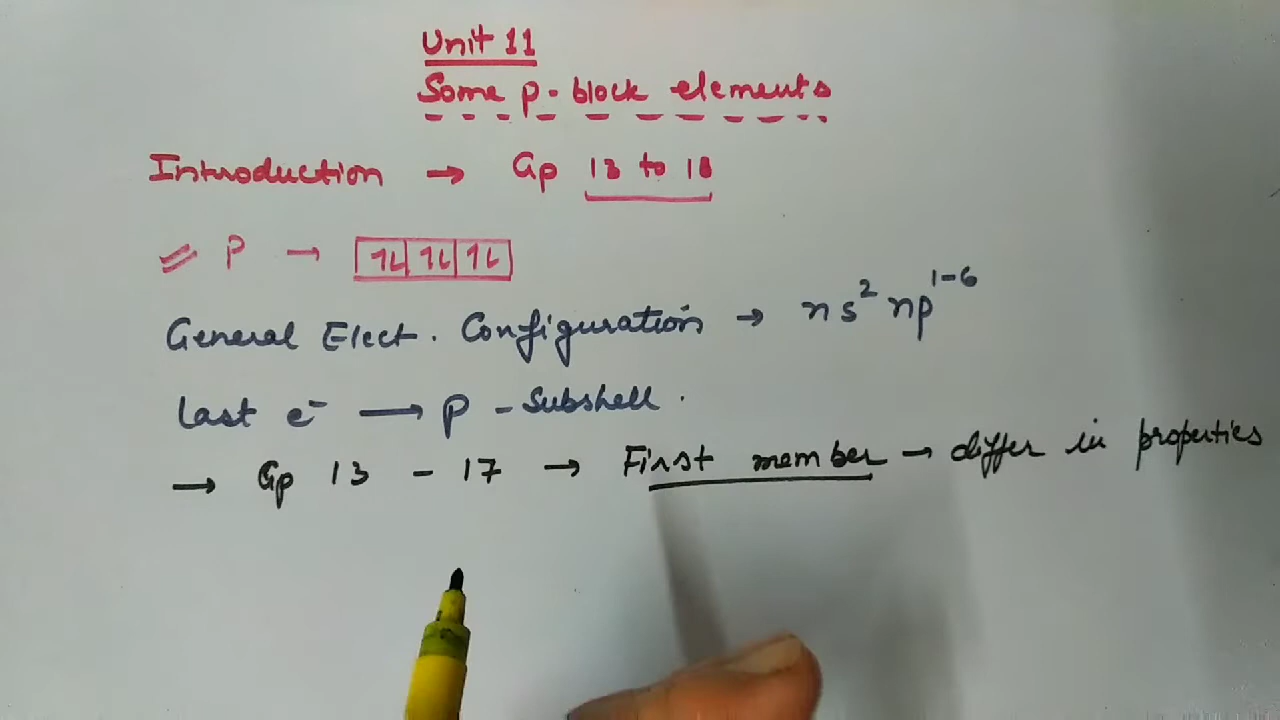 Unit 11
Some p-block elements
Introduction → Gp 13 to 18
P → 1L 1L 1L
General Elect. Configuration → ns² np¹⁻⁶
Last e⁻ → p - Subshell.
→ Gp 13 - 17 → First member → differ in properties